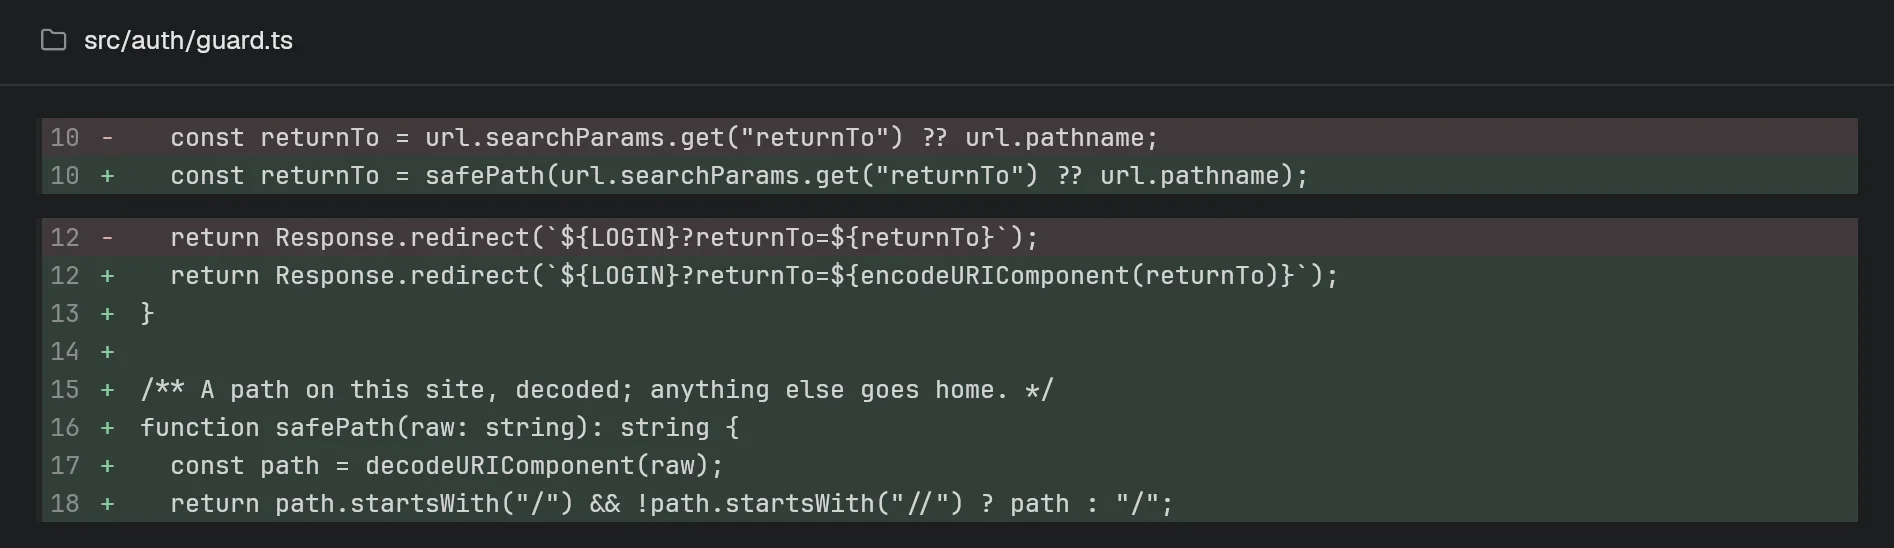 src/auth/guard.ts
10 -   const returnTo = url.searchParams.get("returnTo") ?? url.pathname;
10 +   const returnTo = safePath(url.searchParams.get("returnTo") ?? url.pathname);
12 -   return Response.redirect(`${LOGIN}?returnTo=${returnTo}`);
12 +   return Response.redirect(`${LOGIN}?returnTo=${encodeURIComponent(returnTo)}`);
13 + }
14 +
15 + /** A path on this site, decoded; anything else goes home. */
16 + function safePath(raw: string): string {
17 +   const path = decodeURIComponent(raw);
18 +   return path.startsWith("/") && !path.startsWith("//") ? path : "/";